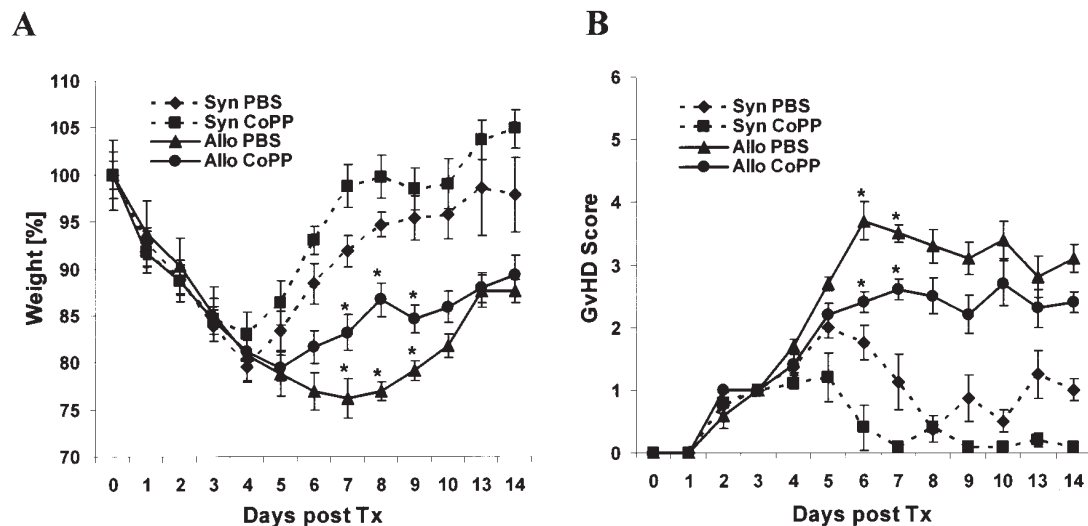 A
Weight [%]
110
105
100
95
90
85
80
75
70
Syn PBS
Syn CoPP
Allo PBS
Allo CoPP
*
*
*
*
*
*
0 1 2 3 4 5 6 7 8 9 10 13 14
Days post Tx
B
GvHD Score
6
5
4
3
2
1
0
Syn PBS
Syn CoPP
Allo PBS
Allo CoPP
*
*
*
*
0 1 2 3 4 5 6 7 8 9 10 13 14
Days post Tx